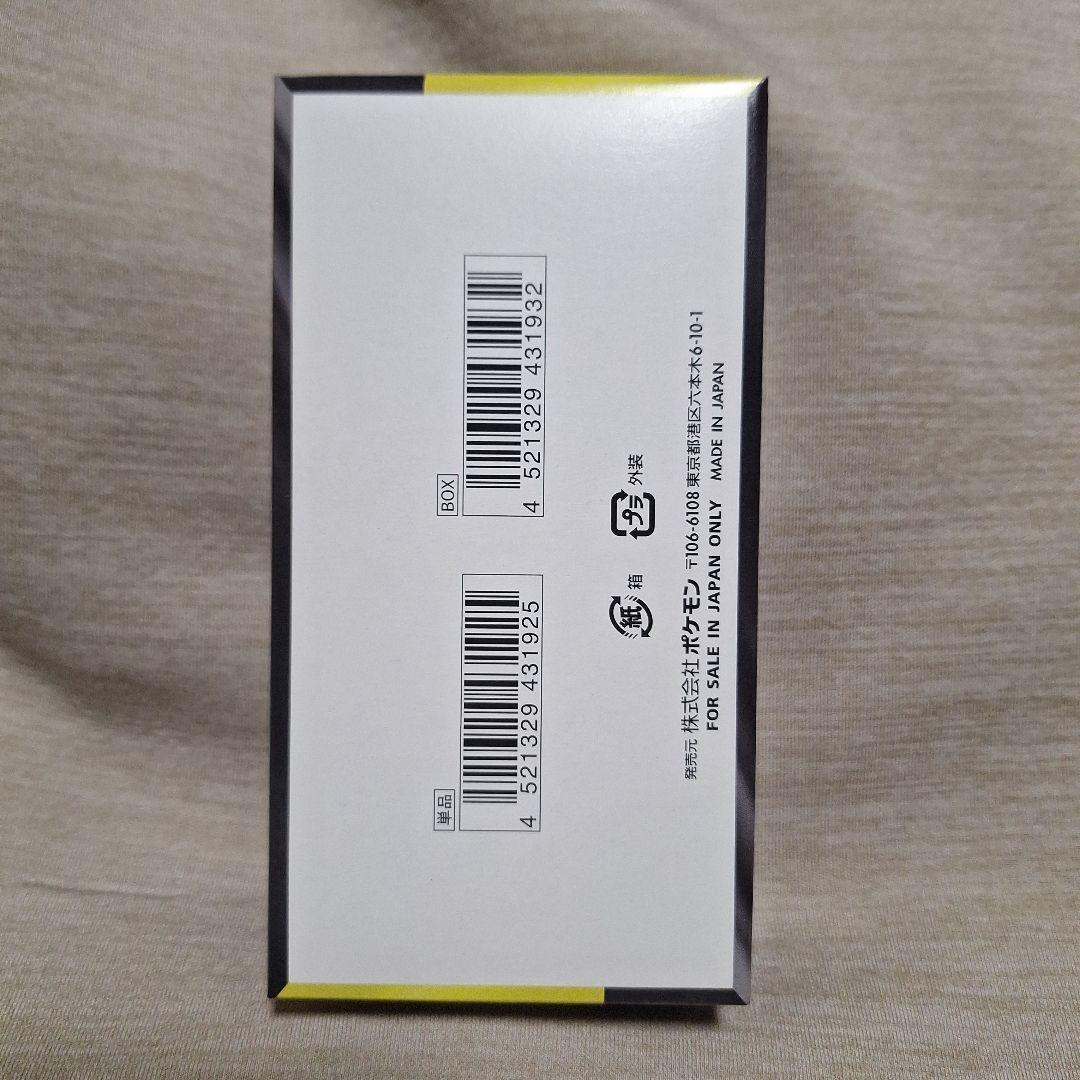 単品
4 521329 431925
BOX
4 521329 431932
紙 箱
プラ 外装
発売元 株式会社 ポケモン 〒106-6108 東京都港区六本木6-10-1
FOR SALE IN JAPAN ONLY MADE IN JAPAN